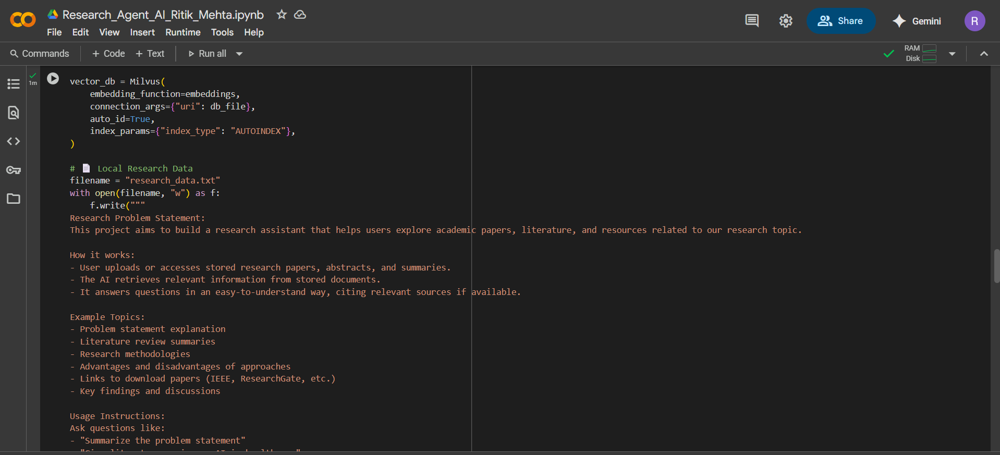 Research_Agent_AI_Ritik_Mehta.ipynb
File Edit View Insert Runtime Tools Help
Share
Gemini
R
Commands + Code + Text Run all
RAM
Disk
1m
vector_db = Milvus(
    embedding_function=embeddings,
    connection_args={"uri": db_file},
    auto_id=True,
    index_params={"index_type": "AUTOINDEX"},
)
# 📄 Local Research Data
filename = "research_data.txt"
with open(filename, "w") as f:
    f.write("""
Research Problem Statement:
This project aims to build a research assistant that helps users explore academic papers, literature, and resources related to our research topic.
How it works:
- User uploads or accesses stored research papers, abstracts, and summaries.
- The AI retrieves relevant information from stored documents.
- It answers questions in an easy-to-understand way, citing relevant sources if available.
Example Topics:
- Problem statement explanation
- Literature review summaries
- Research methodologies
- Advantages and disadvantages of approaches
- Links to download papers (IEEE, ResearchGate, etc.)
- Key findings and discussions
Usage Instructions:
Ask questions like:
- "Summarize the problem statement"